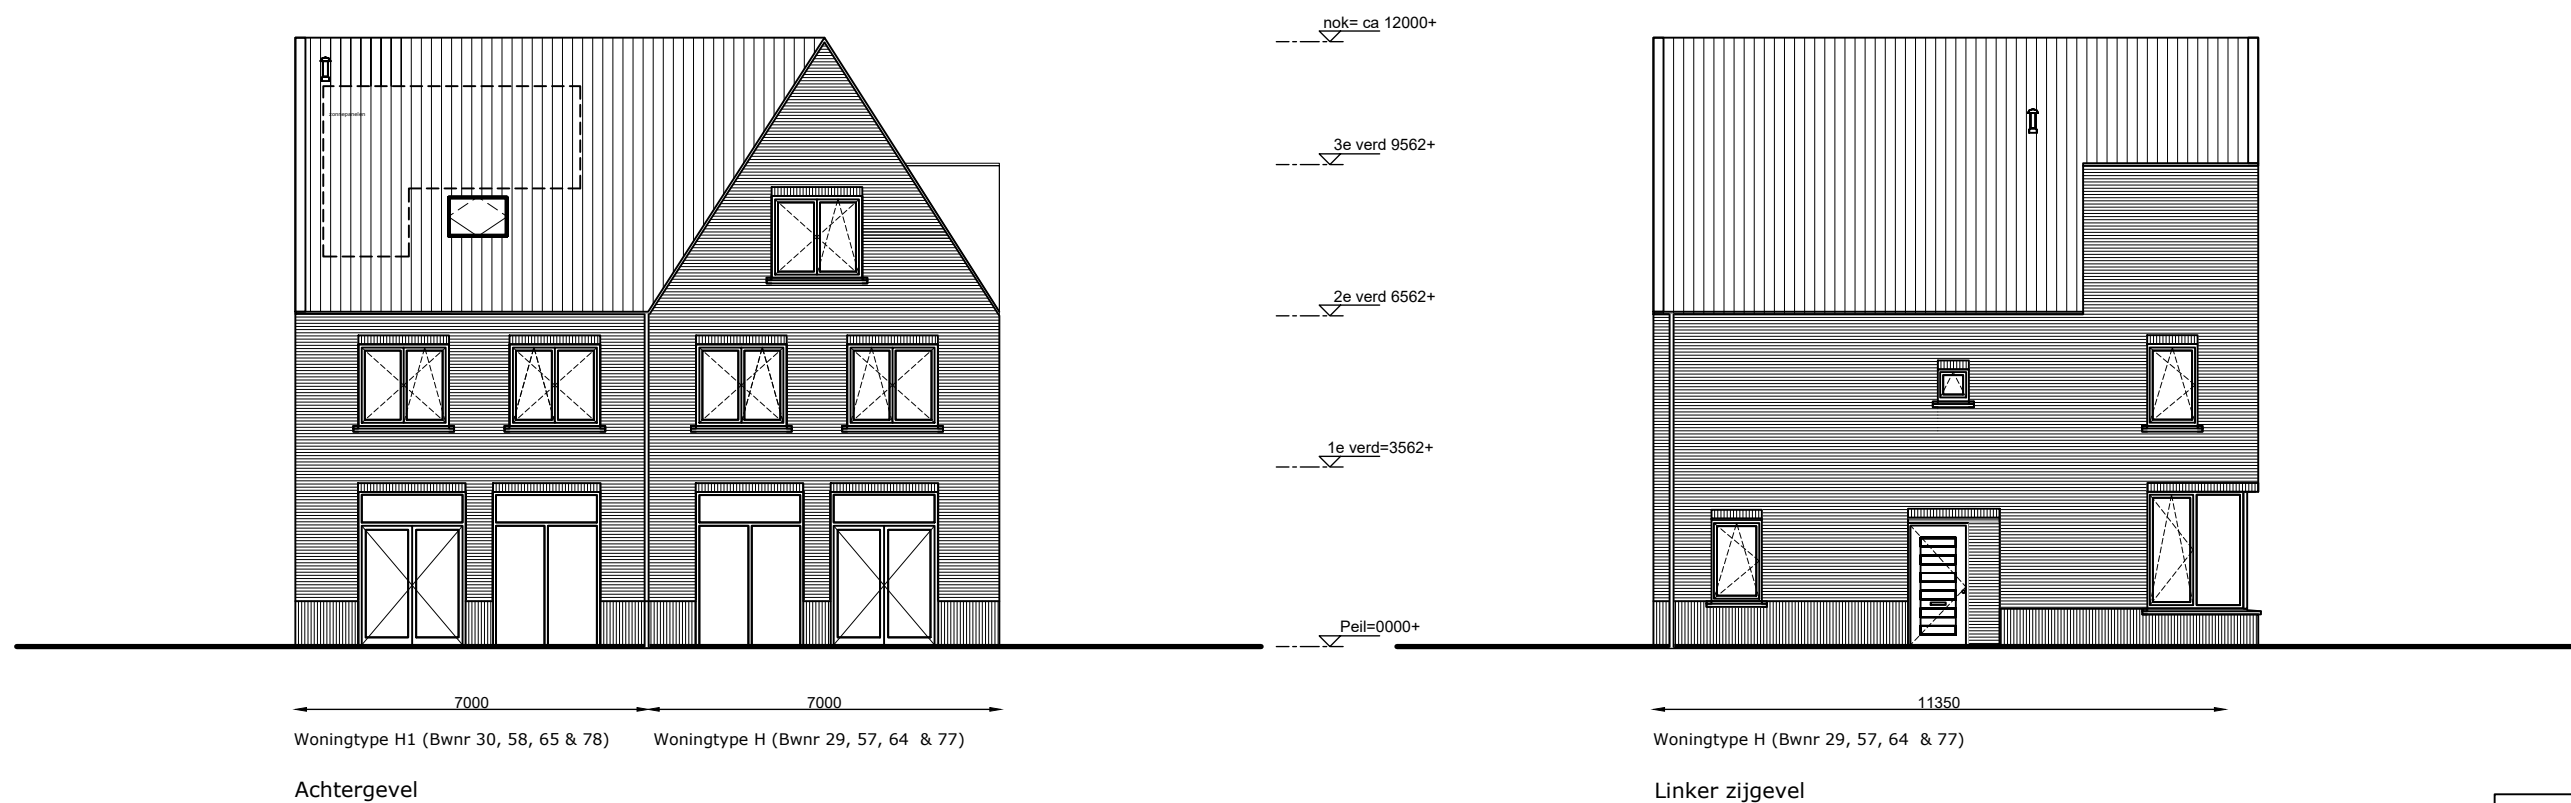 nok= ca 12000+
zonnepanelen
3e verd 9562+
2e verd 6562+
1e verd=3562+
Peil=0000+
7000
7000
11350
Woningtype H1 (Bwnr 30, 58, 65 & 78)
Woningtype H (Bwnr 29, 57, 64 & 77)
Woningtype H (Bwnr 29, 57, 64 & 77)
Achtergevel
Linker zijgevel